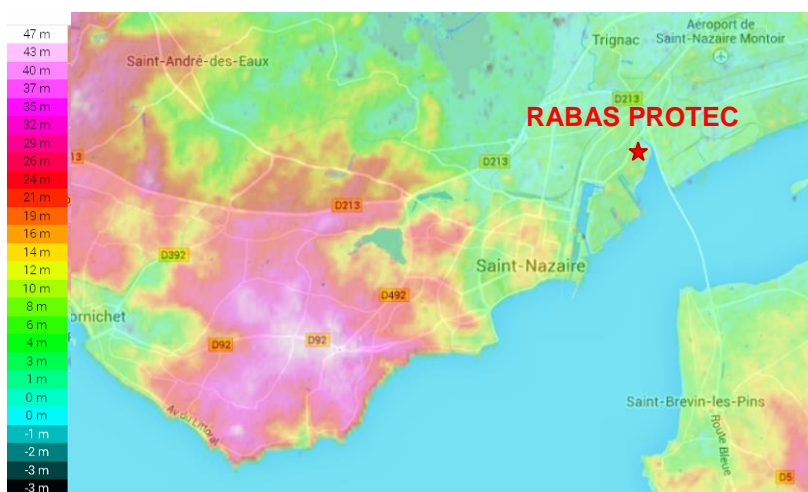 47 m
43 m
40 m
37 m
35 m
32 m
29 m
26 m
24 m
21 m
19 m
16 m
14 m
12 m
10 m
8 m
6 m
4 m
3 m
1 m
0 m
0 m
-1 m
-2 m
-3 m
-3 m
Aéroport de
Saint-Nazaire Montoir
Trignac
Saint-André-des-Eaux
D213
RABAS PROTEC
13
D213
D213
D392
Saint-Nazaire
D492
ornichet
D92
D92
Av du Littoral
Saint-Brevin-les-Pins
Route Bleue
D5